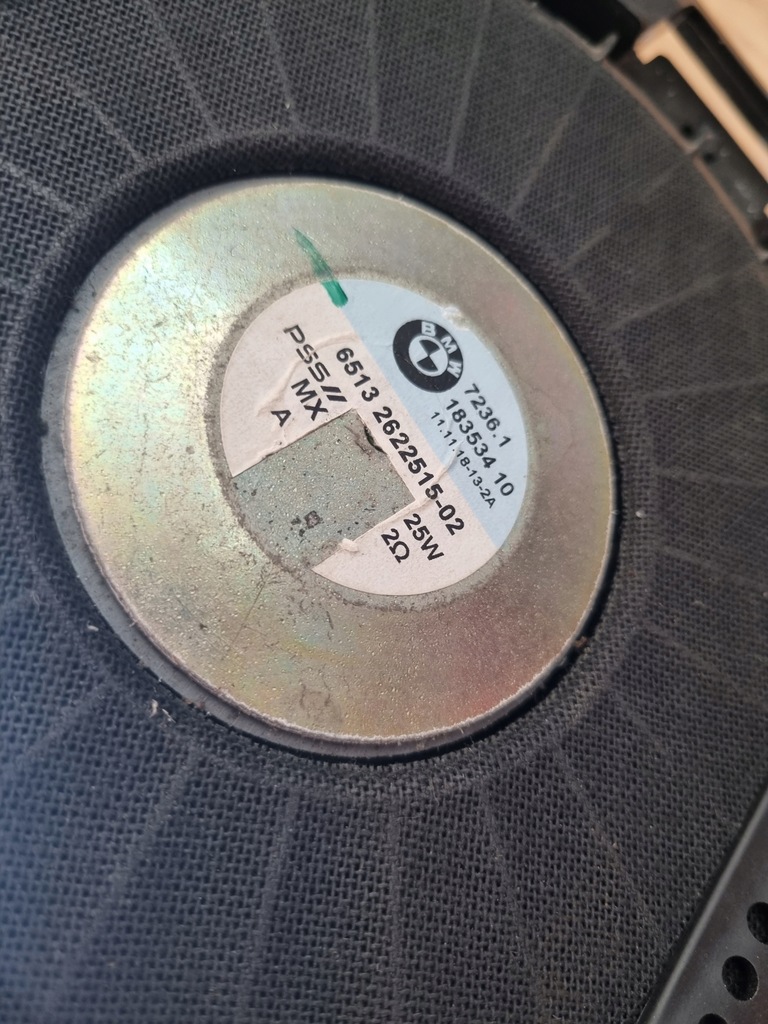 BMW
7236.1
183534 10
11.11.18-13-2A
6513 2622515-02
PSS//
MX
A
25W
2Ω